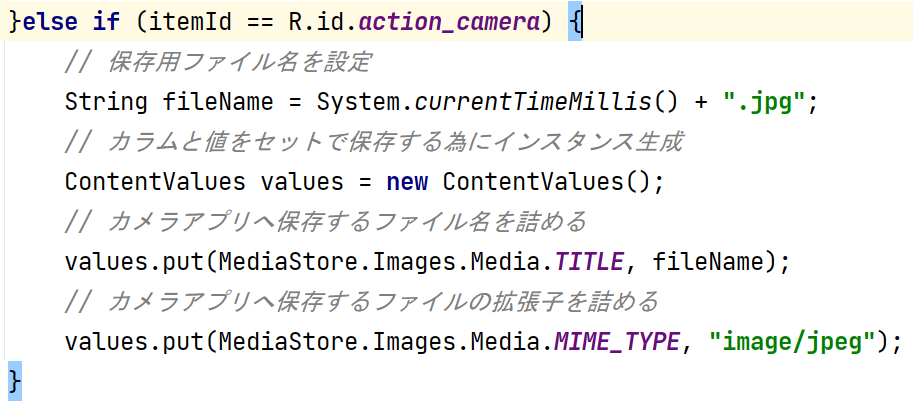 }else if (itemId == R.id.action_camera) {
// 保存用ファイル名を設定
String fileName = System.currentTimeMillis() + ".jpg";
// カラムと値をセットで保存する為にインスタンス生成
ContentValues values = new ContentValues();
// カメラアプリへ保存するファイル名を詰める
values.put(MediaStore.Images.Media.TITLE, fileName);
// カメラアプリへ保存するファイルの拡張子を詰める
values.put(MediaStore.Images.Media.MIME_TYPE, "image/jpeg");
}